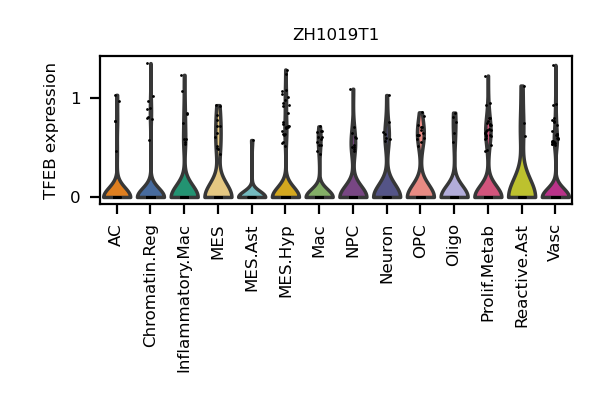 ZH1019T1
TFEB expression
1
0
AC
Chromatin.Reg
Inflammatory.Mac
MES
MES.Ast
MES.Hyp
Mac
NPC
Neuron
OPC
Oligo
Prolif.Metab
Reactive.Ast
Vasc